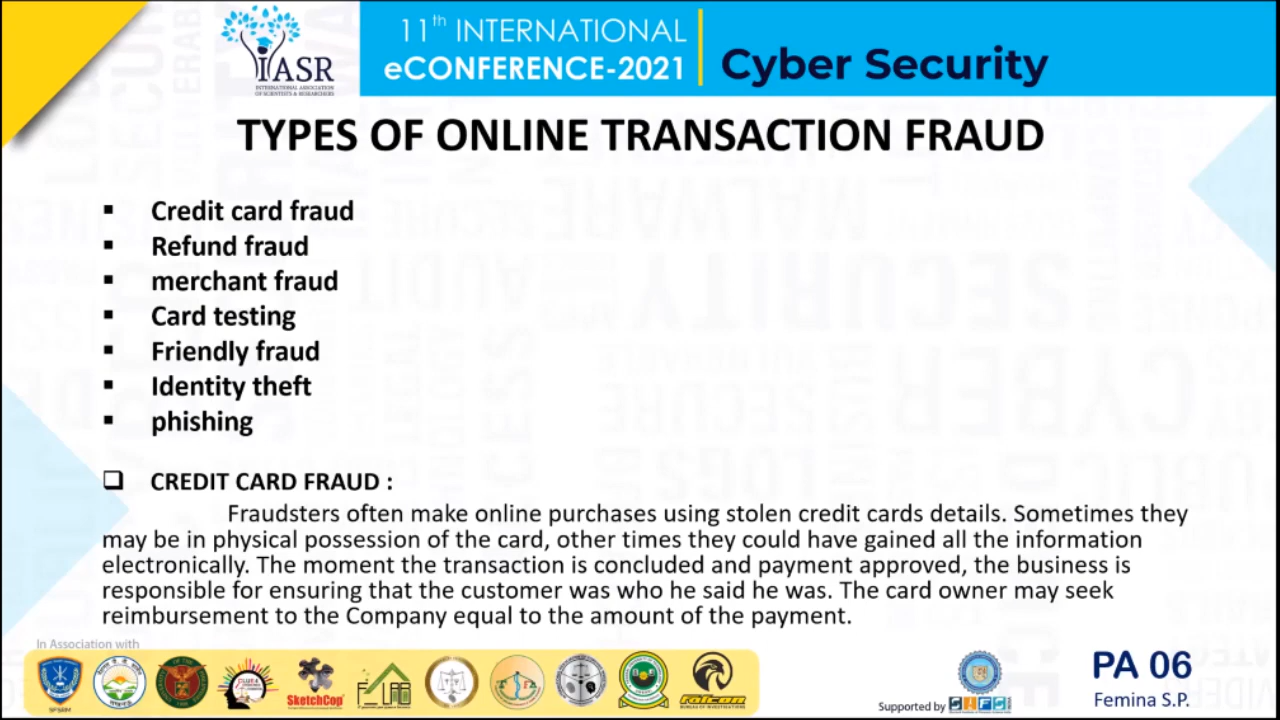 11th INTERNATIONAL
eCONFERENCE-2021
Cyber Security
IASR
INTERNATIONAL ASSOCIATION
OF SCIENTISTS & RESEARCHERS
TYPES OF ONLINE TRANSACTION FRAUD
▪ Credit card fraud
▪ Refund fraud
▪ merchant fraud
▪ Card testing
▪ Friendly fraud
▪ Identity theft
▪ phishing
❑ CREDIT CARD FRAUD :
Fraudsters often make online purchases using stolen credit cards details. Sometimes they
may be in physical possession of the card, other times they could have gained all the information
electronically. The moment the transaction is concluded and payment approved, the business is
responsible for ensuring that the customer was who he said he was. The card owner may seek
reimbursement to the Company equal to the amount of the payment.
In Association with
SketchCop
falcon
BUREAU OF INVESTIGATIONS
Supported by
SIFS
PA 06
Femina S.P.